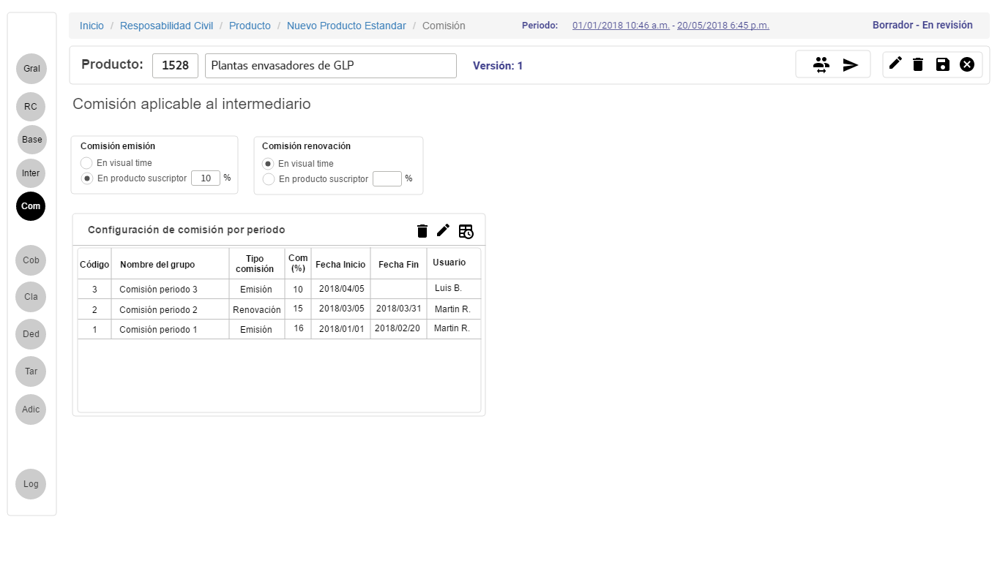 Inicio / Resposabilidad Civil / Producto / Nuevo Producto Estandar / Comisión Periodo: 01/01/2018 10:46 a.m. - 20/05/2018 6:45 p.m. Borrador - En revisión
Producto: 1528 Plantas envasadores de GLP Versión: 1
Gral
RC
Base
Inter
Com
Cob
Cla
Ded
Tar
Adic
Log
Comisión aplicable al intermediario
Comisión emisión
En visual time
En producto suscriptor 10 %
Comisión renovación
En visual time
En producto suscriptor %
Configuración de comisión por periodo
Código Nombre del grupo Tipo comisión Com (%) Fecha Inicio Fecha Fin Usuario
3 Comisión periodo 3 Emisión 10 2018/04/05 Luis B.
2 Comisión periodo 2 Renovación 15 2018/03/05 2018/03/31 Martin R.
1 Comisión periodo 1 Emisión 16 2018/01/01 2018/02/20 Martin R.